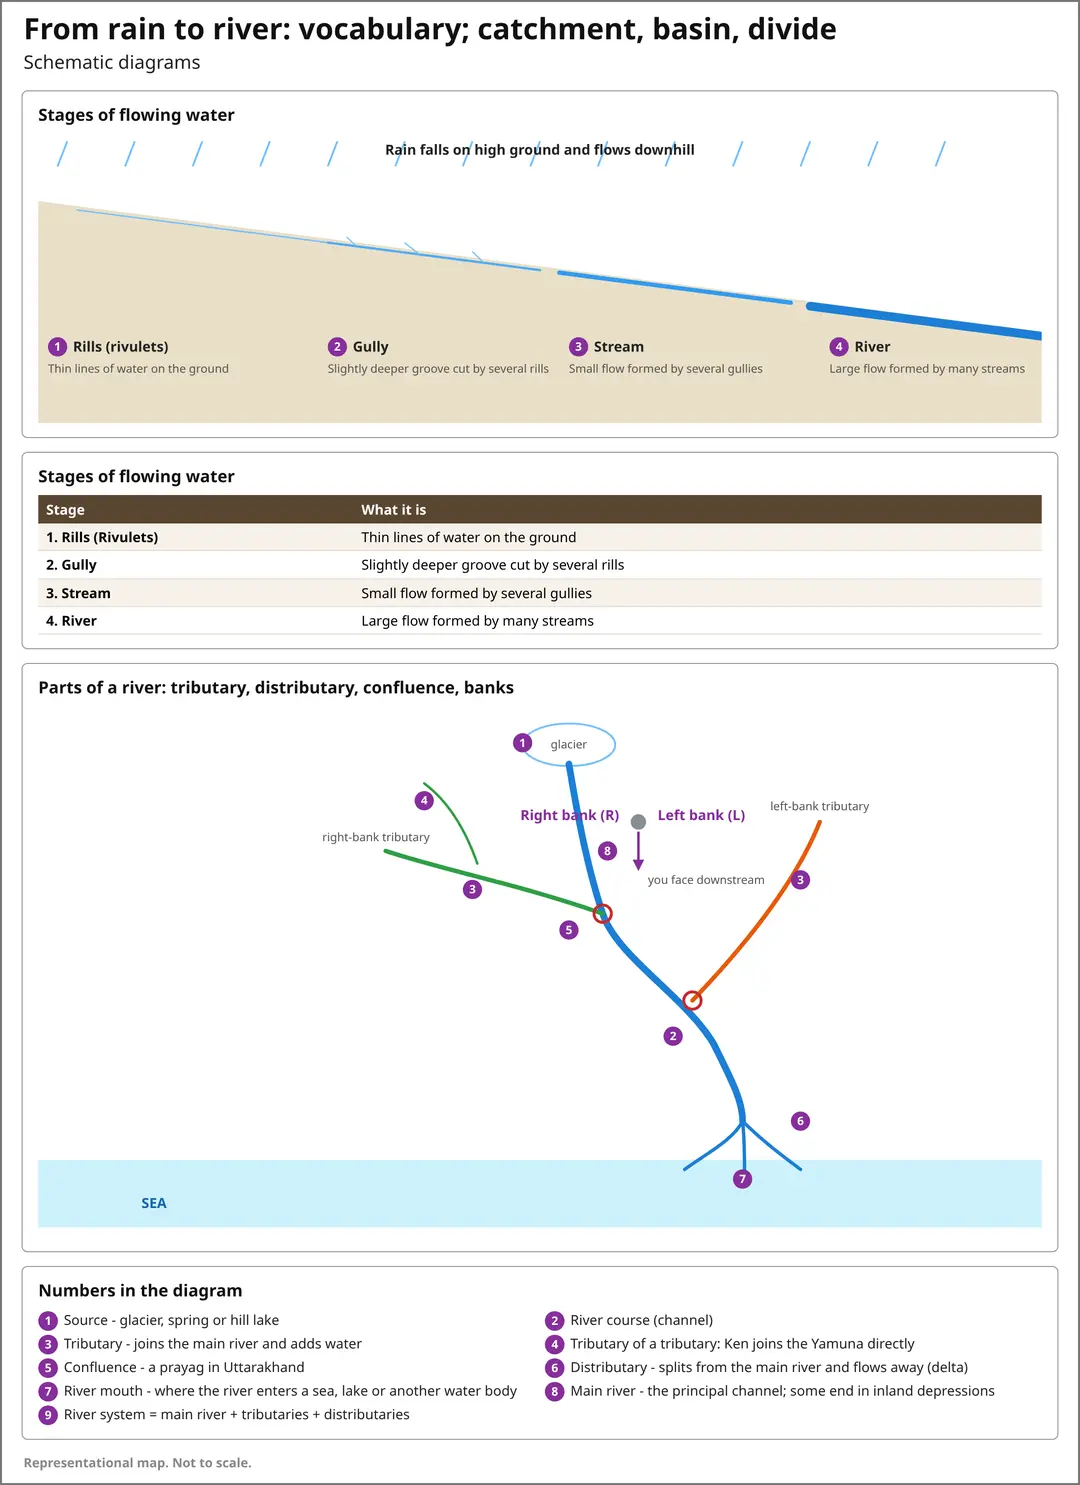 From rain to river: vocabulary; catchment, basin, divide
Schematic diagrams
Stages of flowing water
Rain falls on high ground and flows downhill
1 Rills (rivulets)
Thin lines of water on the ground
2 Gully
Slightly deeper groove cut by several rills
3 Stream
Small flow formed by several gullies
4 River
Large flow formed by many streams
Stages of flowing water
Stage What it is
1. Rills (Rivulets) Thin lines of water on the ground
2. Gully Slightly deeper groove cut by several rills
3. Stream Small flow formed by several gullies
4. River Large flow formed by many streams
Parts of a river: tributary, distributary, confluence, banks
1 glacier
4
Right bank (R) Left bank (L)
left-bank tributary
right-bank tributary
8
you face downstream
3
3
5
2
6
7
SEA
Numbers in the diagram
1 Source - glacier, spring or hill lake
2 River course (channel)
3 Tributary - joins the main river and adds water
4 Tributary of a tributary: Ken joins the Yamuna directly
5 Confluence - a prayag in Uttarakhand
6 Distributary - splits from the main river and flows away (delta)
7 River mouth - where the river enters a sea, lake or another water body
8 Main river - the principal channel; some end in inland depressions
9 River system = main river + tributaries + distributaries
Representational map. Not to scale.